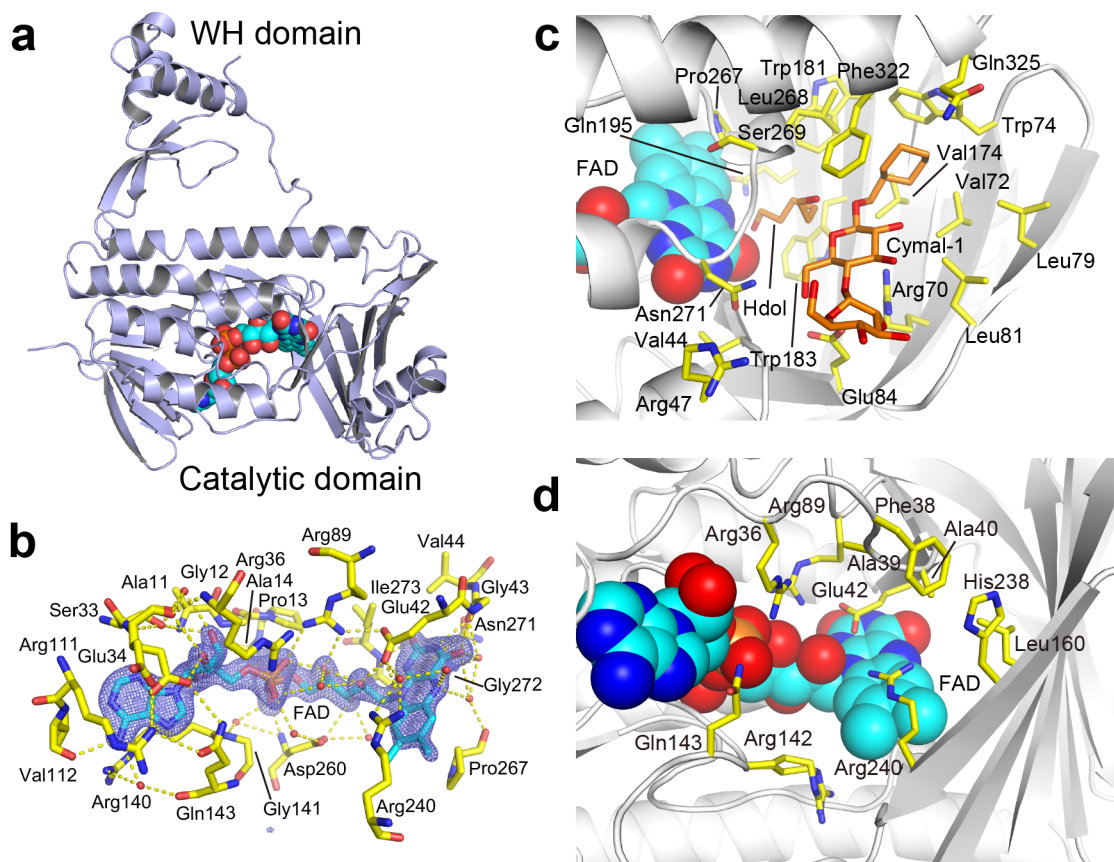 a
WH domain
Catalytic domain
b
Arg89
Val44
Arg36
Gly12
Ala14
Ile273
Ala11
Pro13
Glu42
Gly43
Ser33
Asn271
Arg111
Glu34
Gly272
FAD
Val112
Asp260
Pro267
Arg140
Gln143
Gly141
Arg240
c
Gln325
Trp181
Phe322
Pro267
Leu268
Gln195
Ser269
Trp74
FAD
Val174
Val72
Cymal-1
Leu79
Asn271
Hdol
Arg70
Val44
Trp183
Leu81
Arg47
Glu84
d
Arg89
Phe38
Arg36
Ala40
Ala39
Glu42
His238
Leu160
FAD
Gln143
Arg142
Arg240